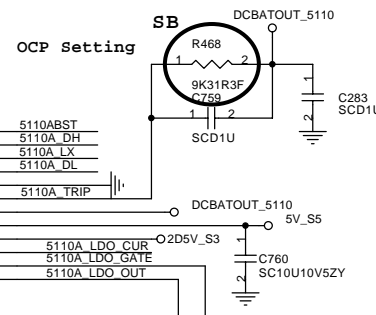 SB
DCBATOUT_5110
OCP Setting
R468
1
2
9K31R3F
C759
1
2
SCD1U
1
2
C283
SCD1U
5110ABST
5110A_DH
5110A_LX
5110A_DL
5110A_TRIP
DCBATOUT_5110
5V_S5
2D5V_S3
5110A_LDO_CUR
5110A_LDO_GATE
5110A_LDO_OUT
1
2
C760
SC10U10V5ZY